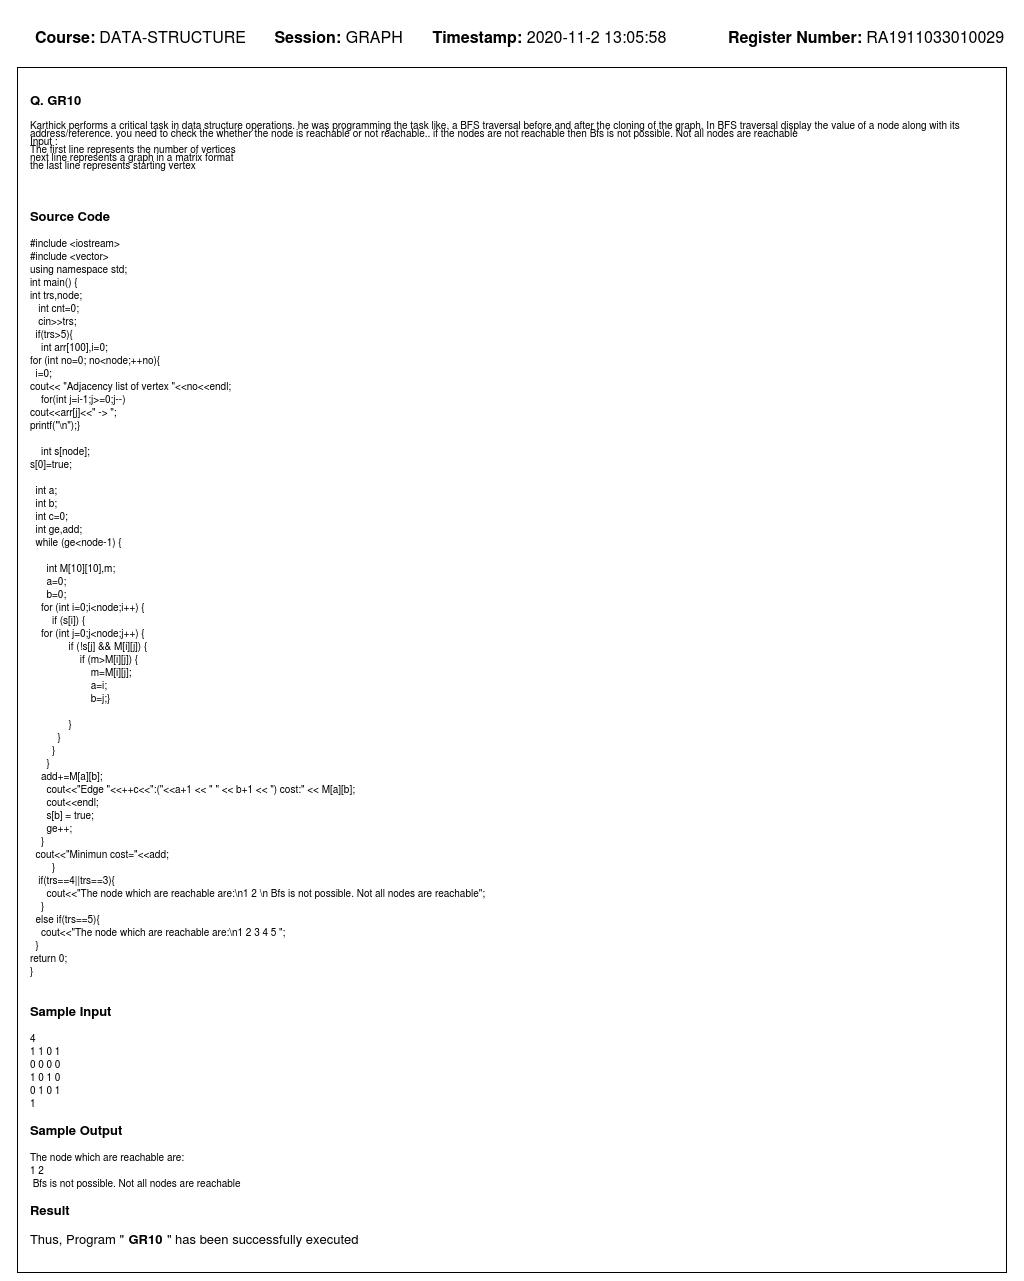 Course: DATA-STRUCTURE Session: GRAPH Timestamp: 2020-11-2 13:05:58 Register Number: RA1911033010029
Q. GR10
Karthick performs a critical task in data structure operations. he was programming the task like, a BFS traversal before and after the cloning of the graph. In BFS traversal display the value of a node along with its
address/reference. you need to check the whether the node is reachable or not reachable.. if the nodes are not reachable then Bfs is not possible. Not all nodes are reachable
Input :
The first line represents the number of vertices
next line represents a graph in a matrix format
the last line represents starting vertex
Source Code
#include <iostream>
#include <vector>
using namespace std;
int main() {
int trs,node;
int cnt=0;
cin>>trs;
if(trs>5){
int arr[100],i=0;
for (int no=0; no<node;++no){
i=0;
cout<< "Adjacency list of vertex "<<no<<endl;
for(int j=i-1;j>=0;j--)
cout<<arr[j]<<" -> ";
printf("\n");}
int s[node];
s[0]=true;
int a;
int b;
int c=0;
int ge,add;
while (ge<node-1) {
int M[10][10],m;
a=0;
b=0;
for (int i=0;i<node;i++) {
if (s[i]) {
for (int j=0;j<node;j++) {
if (!s[j] && M[i][j]) {
if (m>M[i][j]) {
m=M[i][j];
a=i;
b=j;}
}
}
}
}
add+=M[a][b];
cout<<"Edge "<<++c<<":("<<a+1 << " " << b+1 << ") cost:" << M[a][b];
cout<<endl;
s[b] = true;
ge++;
}
cout<<"Minimun cost="<<add;
}
if(trs==4||trs==3){
cout<<"The node which are reachable are:\n1 2 \n Bfs is not possible. Not all nodes are reachable";
}
else if(trs==5){
cout<<"The node which are reachable are:\n1 2 3 4 5 ";
}
return 0;
}
Sample Input
4
1 1 0 1
0 0 0 0
1 0 1 0
0 1 0 1
1
Sample Output
The node which are reachable are:
1 2
Bfs is not possible. Not all nodes are reachable
Result
Thus, Program " GR10 " has been successfully executed